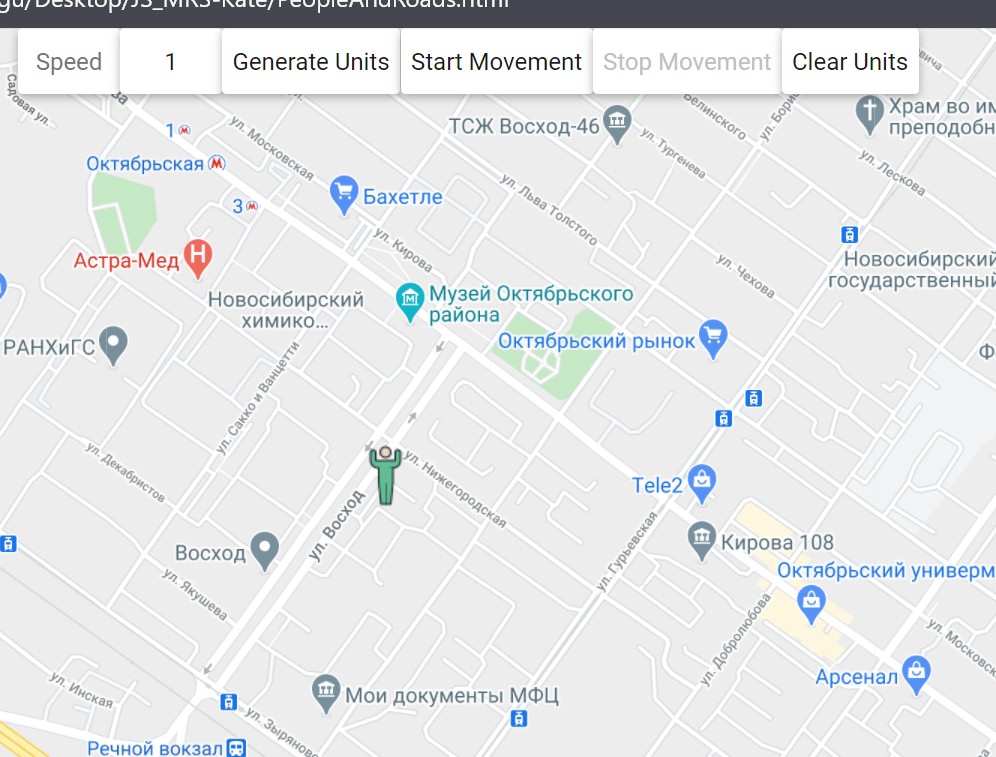 gu/Desktop/JS_MRS-Kate/PeopleAndRoads.html
Speed 1 Generate Units Start Movement Stop Movement Clear Units
Садовая ул.
1
Октябрьская
3
ул. Московская
Бахетле
ТСЖ Восход-46
ул. Тургенева
Белинского
Храм во им
преподобн
ул. Лескова
ул. Льва Толстого
ул. Чехова
Новосибирский
государственный
Астра-Мед
ул. Кирова
Новосибирский
химико...
Музей Октябрьского
района
Октябрьский рынок
РАНХиГС
ул. Сакко и Ванцетти
ул. Декабристов
ул. Нижегородская
ул. Восход
Tele2
Кирова 108
ул. Гурьевская
Восход
ул. Якушева
Октябрьский универм
ул. Добролюбова
ул. Московс
Арсенал
ул. Инская
Мои документы МФЦ
ул. Зыряново
Речной вокзал